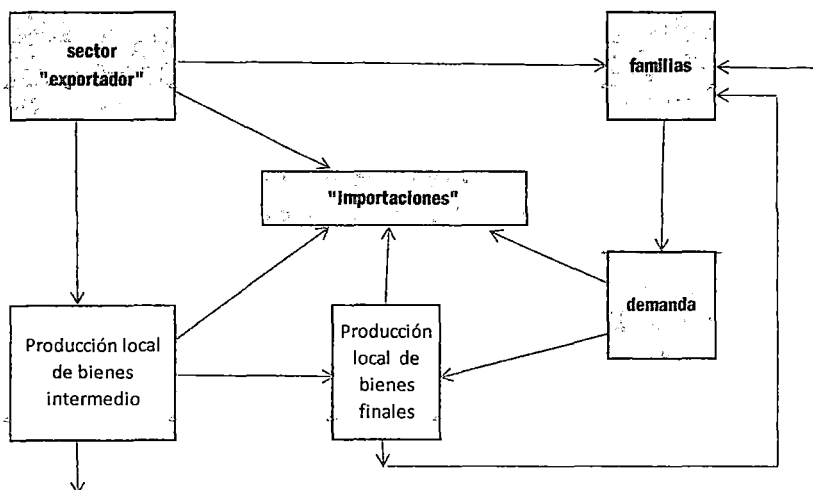 sector
"exportador"
familias
"Importaciones"
demanda
Producción local
de bienes
intermedio
Producción
local de
bienes
finales